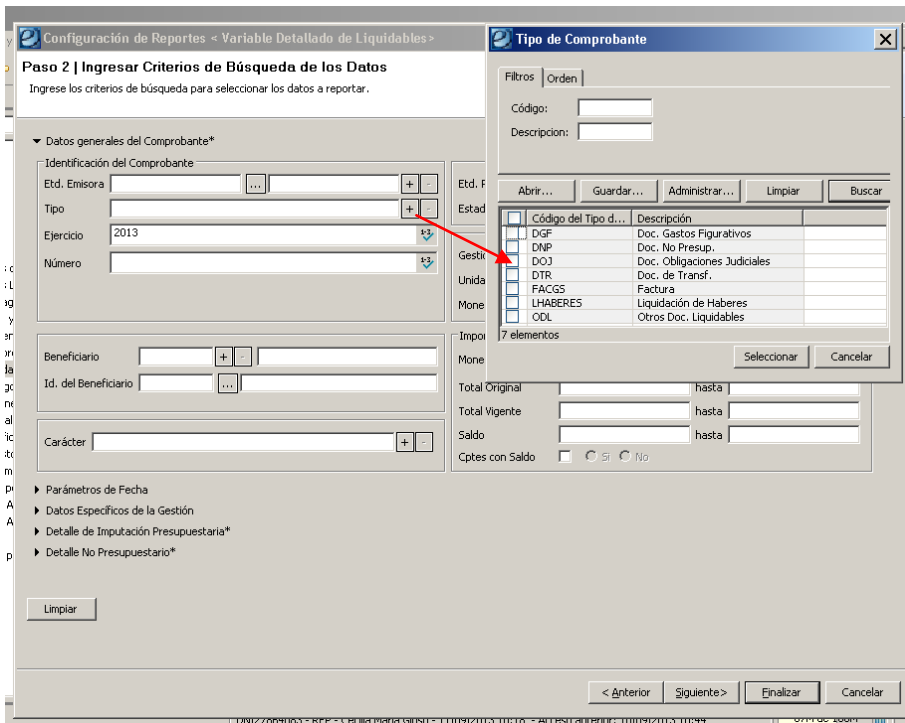 Configuración de Reportes < Variable Detallado de Liquidables>
Paso 2 | Ingresar Criterios de Búsqueda de los Datos
Ingrese los criterios de búsqueda para seleccionar los datos a reportar.
Datos generales del Comprobante*
Identificación del Comprobante
Etd. Emisora ... + -
Tipo + -
Ejercicio 2013
Número
Beneficiario + -
Id. del Beneficiario ...
Carácter + -
Parámetros de Fecha
Datos Específicos de la Gestión
Detalle de Imputación Presupuestaria*
Detalle No Presupuestario*
Limpiar
Etd.
Estad
Gestió
Unida
Mone
Impor
Mone
Total Original hasta
Total Vigente hasta
Saldo hasta
Cptes con Saldo Si No
< Anterior Siguiente> Finalizar Cancelar
Tipo de Comprobante
Filtros Orden
Código:
Descripcion:
Abrir... Guardar... Administrar... Limpiar Buscar
Código del Tipo d... Descripción
DGF Doc. Gastos Figurativos
DNP Doc. No Presup.
DOJ Doc. Obligaciones Judiciales
DTR Doc. de Transf.
FACGS Factura
LHABERES Liquidación de Haberes
ODL Otros Doc. Liquidables
7 elementos
Seleccionar Cancelar